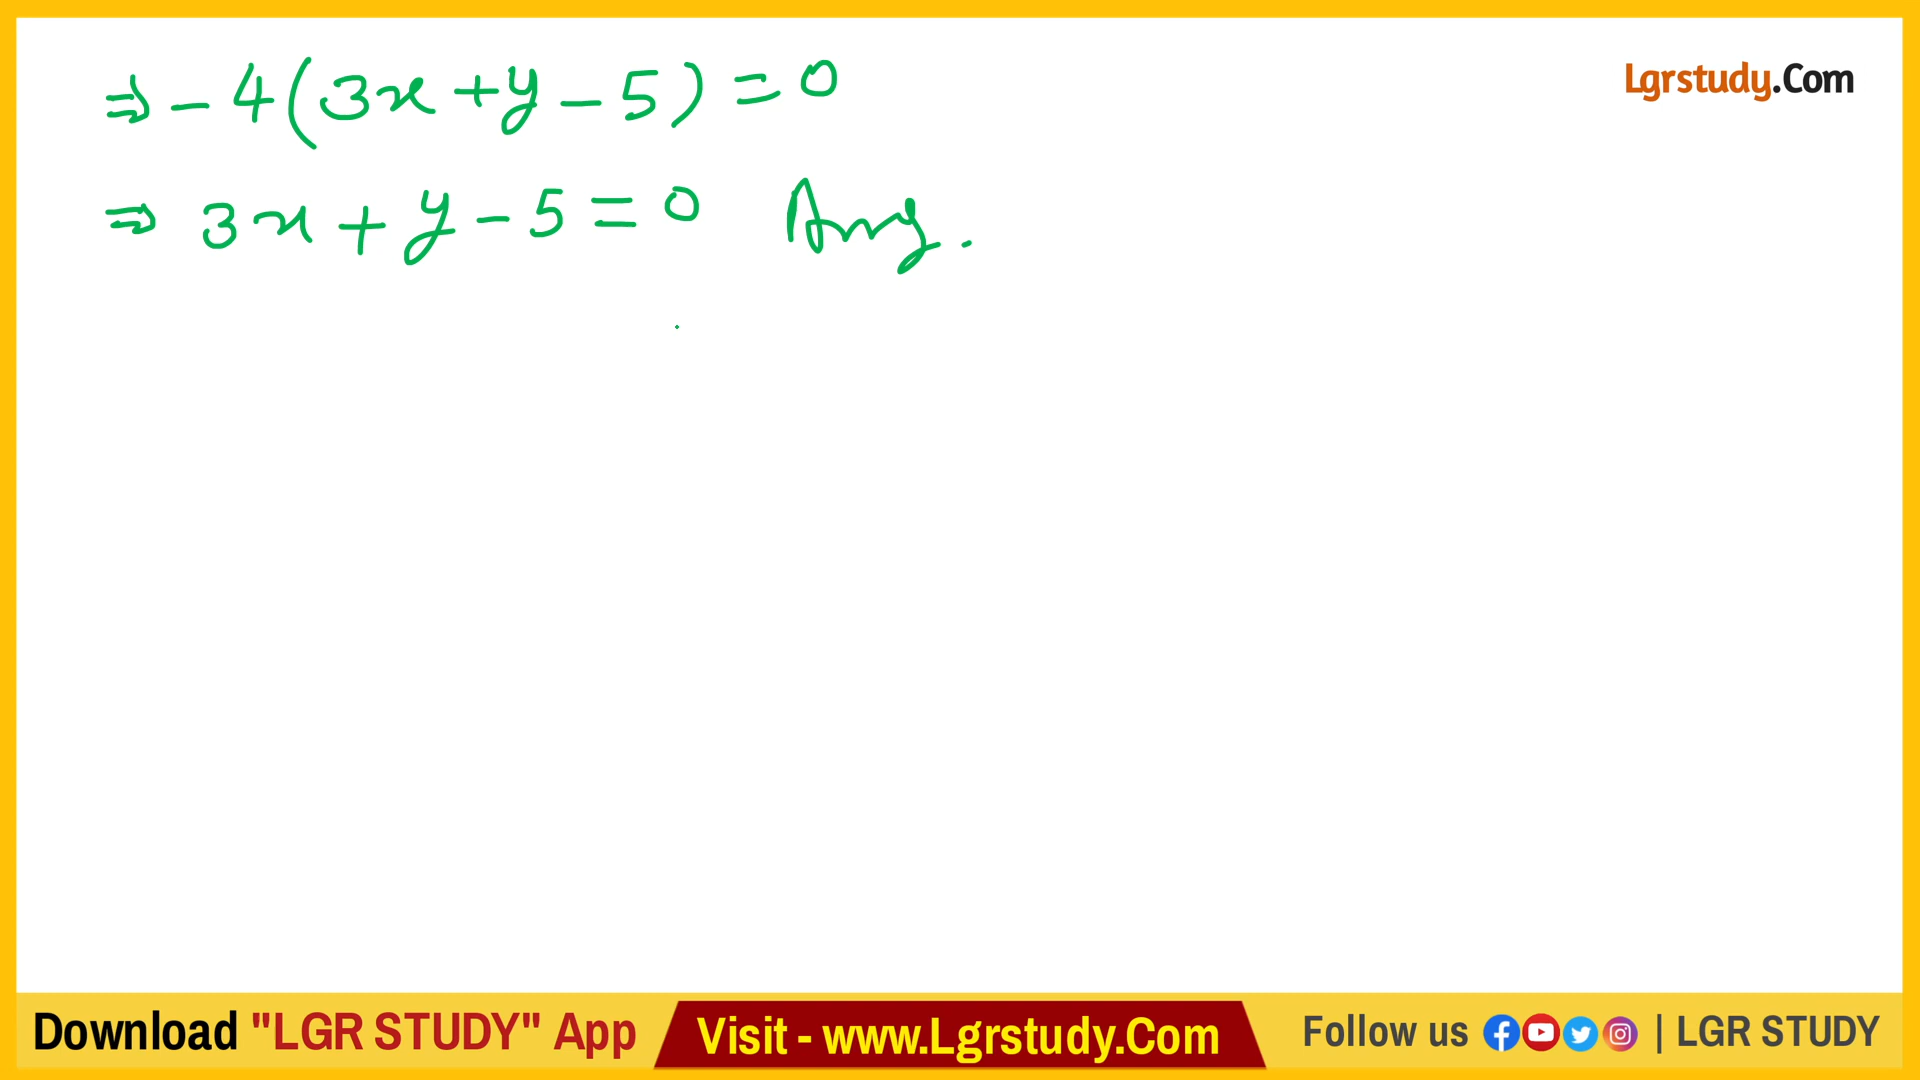 ⇒ - 4(3x + y - 5) = 0
Lgrstudy.Com
⇒ 3x + y - 5 = 0 Ans.
Download "LGR STUDY" App
Visit - www.Lgrstudy.Com
Follow us | LGR STUDY